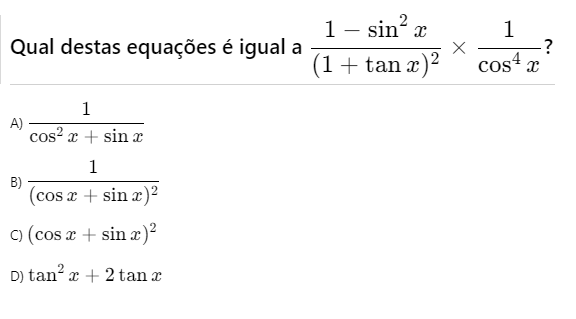 Qual destas equações é igual a \frac{1 - \sin^2 x}{(1 + \tan x)^2} \times \frac{1}{\cos^4 x}?
A) \frac{1}{\cos^2 x + \sin x}
B) \frac{1}{(\cos x + \sin x)^2}
C) (\cos x + \sin x)^2
D) \tan^2 x + 2 \tan x